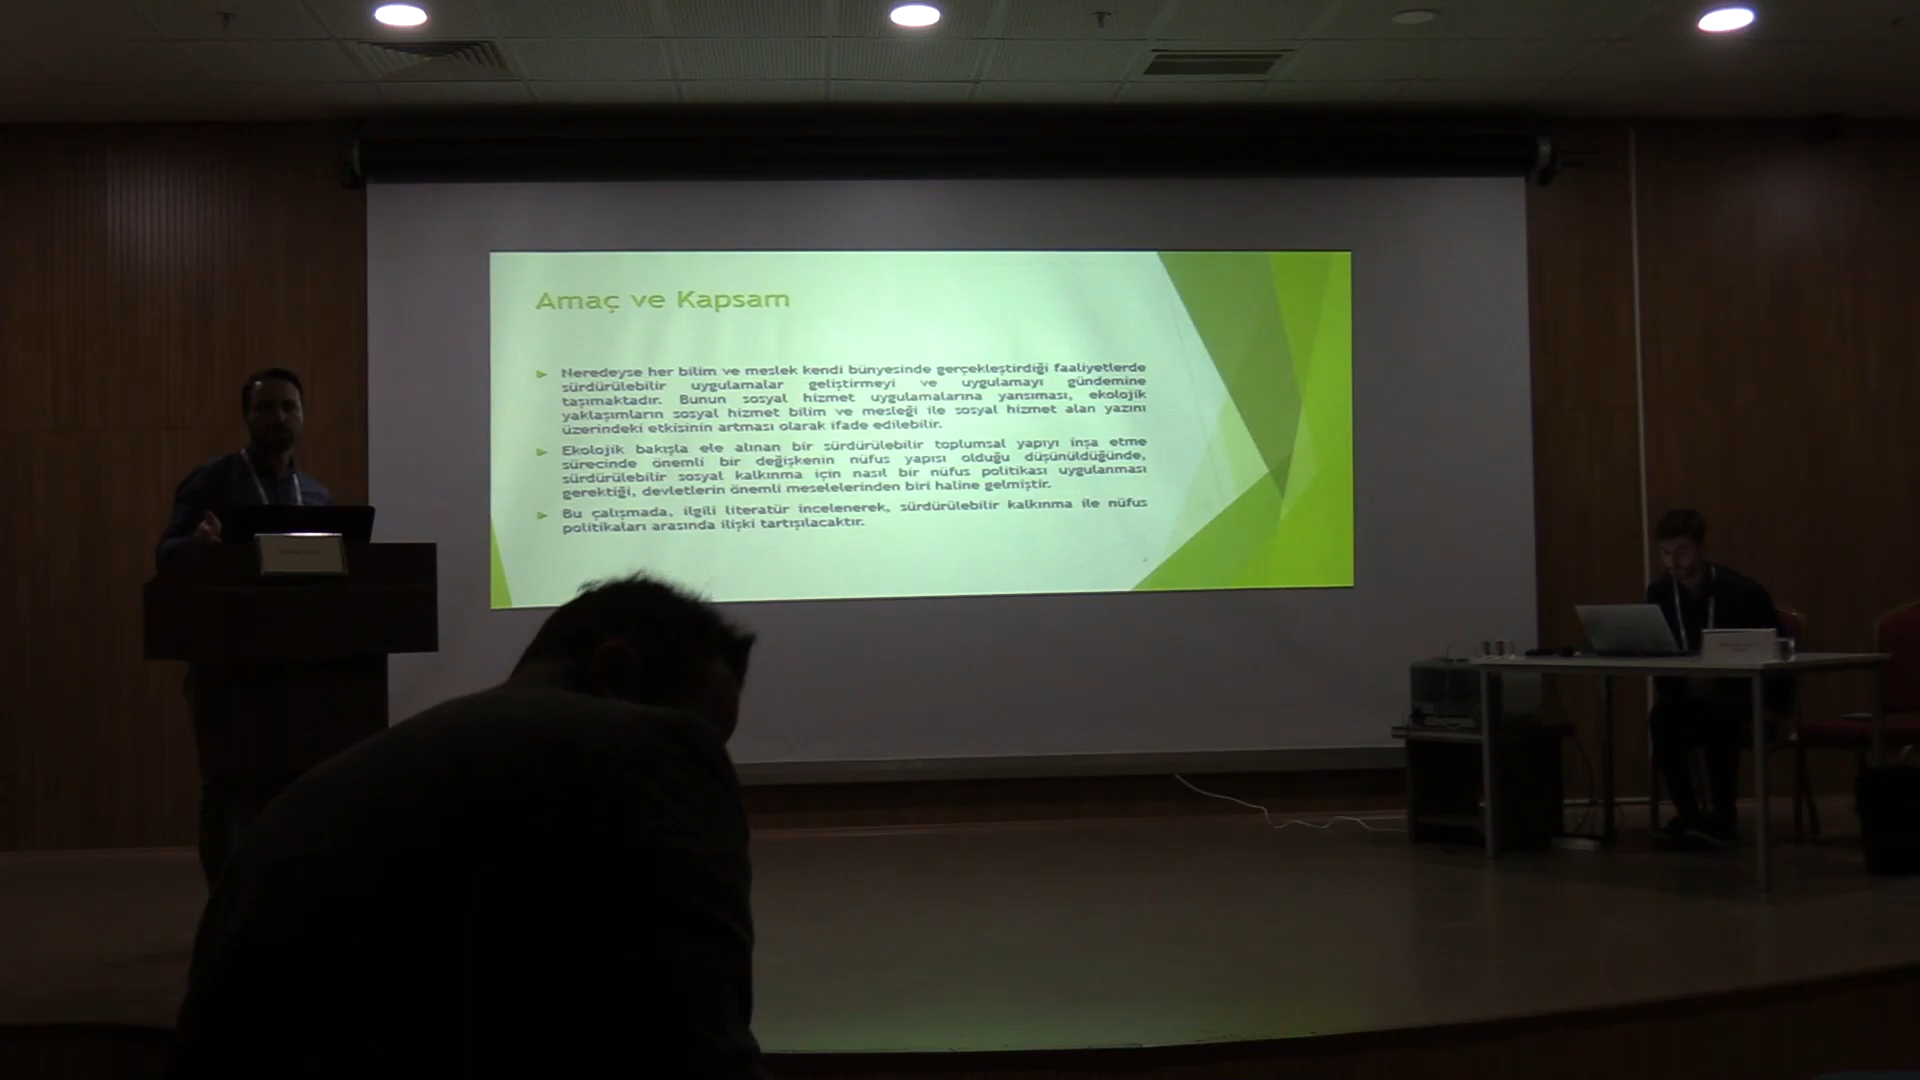 Amaç ve Kapsam
Neredeyse her bilim ve meslek kendi bünyesinde gerçekleştirdiği faaliyetlerde
sürdürülebilir uygulamalar geliştirmeyi ve uygulamayı gündemine
taşımaktadır. Bunun sosyal hizmet uygulamalarına yansıması, ekolojik
yaklaşımların sosyal hizmet bilim ve mesleği ile sosyal hizmet alan yazını
üzerindeki etkisinin artması olarak ifade edilebilir.
Ekolojik bakışla ele alınan bir sürdürülebilir toplumsal yapıyı inşa etme
sürecinde önemli bir değişkenin nüfus yapısı olduğu düşünüldüğünde,
sürdürülebilir sosyal kalkınma için nasıl bir nüfus politikası uygulanması
gerektiği, devletlerin önemli meselelerinden biri haline gelmiştir.
Bu çalışmada, ilgili literatür incelenerek, sürdürülebilir kalkınma ile nüfus
politikaları arasında ilişki tartışılacaktır.